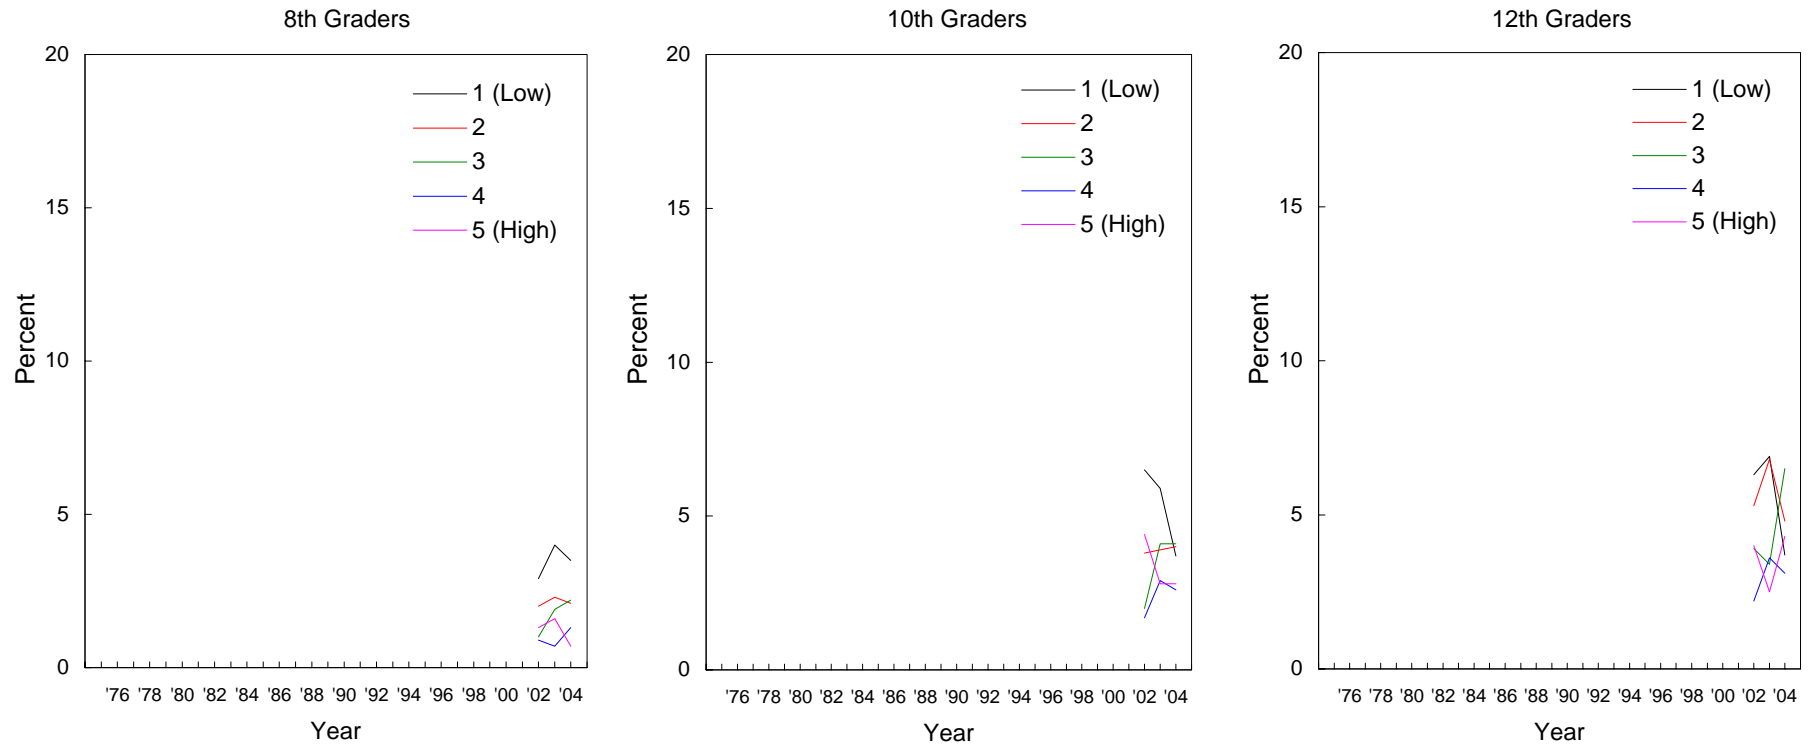 8th Graders
20
15
10
5
0
Percent
1 (Low)
2
3
4
5 (High)
'76 '78 '80 '82 '84 '86 '88 '90 '92 '94 '96 '98 '00 '02 '04
Year
10th Graders
20
15
10
5
0
Percent
1 (Low)
2
3
4
5 (High)
'76 '78 '80 '82 '84 '86 '88 '90 '92 '94 '96 '98 '00 '02 '04
Year
12th Graders
20
15
10
5
0
Percent
1 (Low)
2
3
4
5 (High)
'76 '78 '80 '82 '84 '86 '88 '90 '92 '94 '96 '98 '00 '02 '04
Year